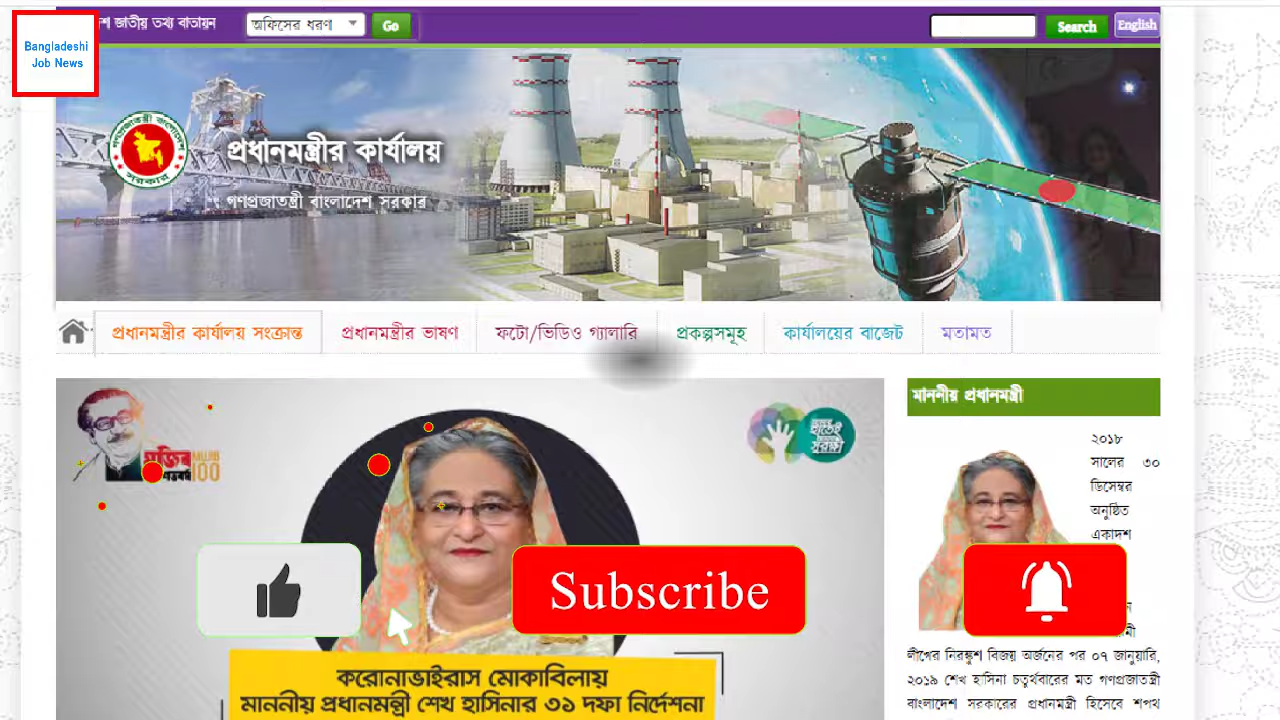 জাতীয় তথ্য বাতায়ন
অফিসের ধরণ
Go
Search
English
Bangladeshi
Job News
প্রধানমন্ত্রীর কার্যালয়
গণপ্রজাতন্ত্রী বাংলাদেশ সরকার
প্রধানমন্ত্রীর কার্যালয় সংক্রান্ত
প্রধানমন্ত্রীর ভাষণ
ফটো/ভিডিও গ্যালারি
প্রকল্পসমূহ
কার্যালয়ের বাজেট
মতামত
মাননীয় প্রধানমন্ত্রী
MUJIB
100
২০১৮
সালের ৩০
ডিসেম্বর
অনুষ্ঠিত
একাদশ
Subscribe
লীগের নিরঙ্কুশ বিজয় অর্জনের পর ০৭ জানুয়ারি,
২০১৯ শেখ হাসিনা চতুর্থবারের মত গণপ্রজাতন্ত্রী
বাংলাদেশ সরকারের প্রধানমন্ত্রী হিসেবে শপথ
করোনাভাইরাস মোকাবিলায়
মাননীয় প্রধানমন্ত্রী শেখ হাসিনার ৩১ দফা নির্দেশনা